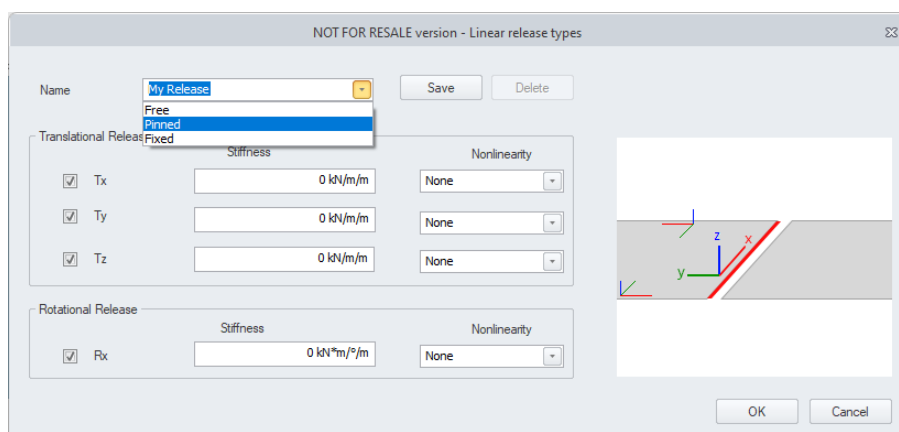 NOT FOR RESALE version - Linear release types
Name
My Release
Save
Delete
Free
Pinned
Fixed
Translational Releas
Stiffness
Nonlinearity
Tx
0 kN/m/m
None
Ty
0 kN/m/m
None
Tz
0 kN/m/m
None
Rotational Release
Stiffness
Nonlinearity
Rx
0 kN*m/°/m
None
z
x
y
OK
Cancel